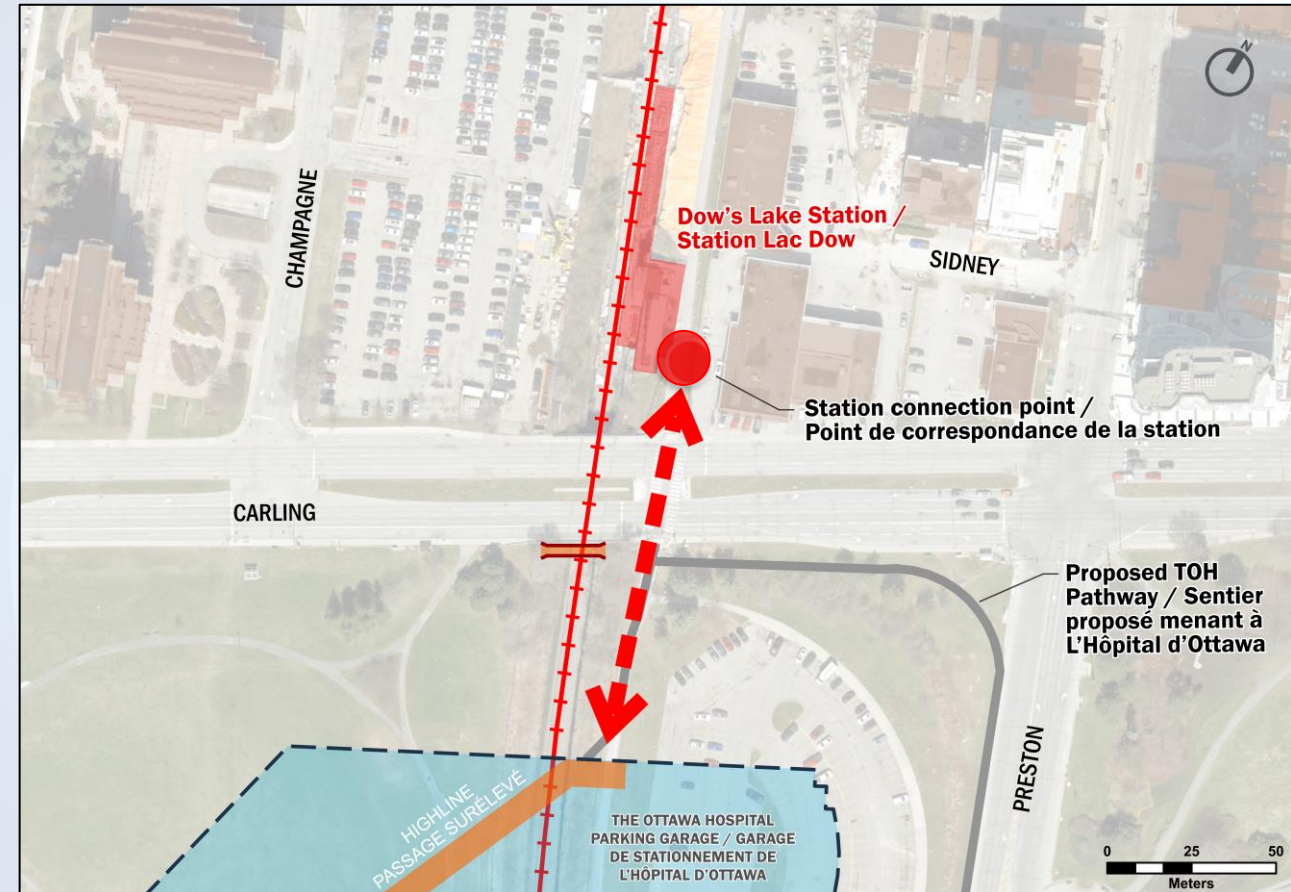 N
CHAMPAGNE
Dow's Lake Station /
Station Lac Dow
SIDNEY
Station connection point /
Point de correspondance de la station
CARLING
Proposed TOH
Pathway / Sentier
proposé menant à
L'Hôpital d'Ottawa
PRESTON
HIGHLINE
PASSAGE SURÉLEVÉ
THE OTTAWA HOSPITAL
PARKING GARAGE / GARAGE
DE STATIONNEMENT DE
L'HÔPITAL D'OTTAWA
0 25 50
Meters